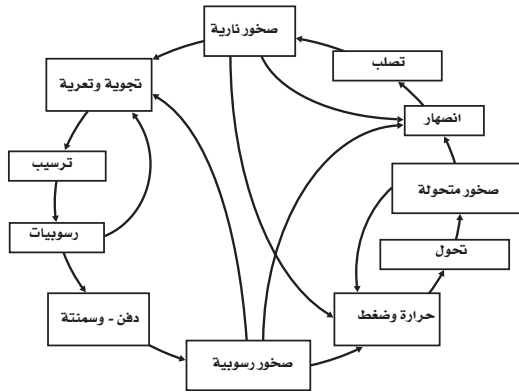 صخور نارية
تصلب
تجوية وتعرية
انصهار
ترسيب
صخور متحولة
رسوبيات
تحول
دفن - وسمنتة
حرارة وضغط
صخور رسوبية